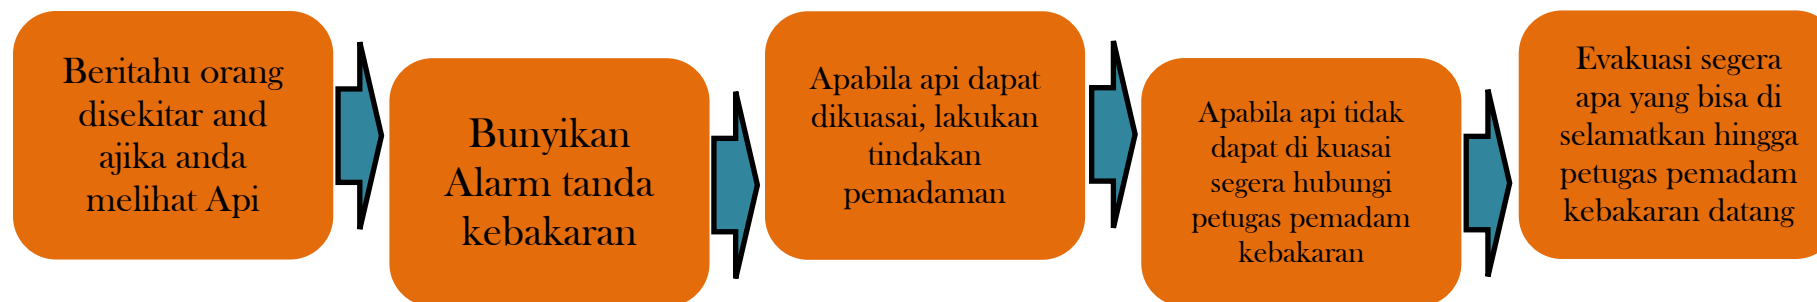 Beritahu orang
disekitar and
ajika anda
melihat Api
Bunyikan
Alarm tanda
kebakaran
Apabila api dapat
dikuasai, lakukan
tindakan
pemadaman
Apabila api tidak
dapat di kuasai
segera hubungi
petugas pemadam
kebakaran
Evakuasi segera
apa yang bisa di
selamatkan hingga
petugas pemadam
kebakaran datang